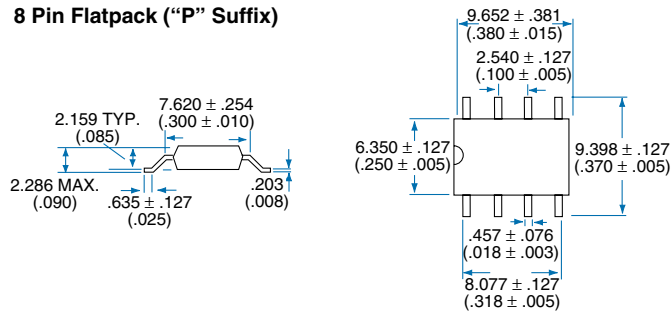 8 Pin Flatpack (“P” Suffix)
7.620 ± .254
(.300 ± .010)
2.159 TYP.
(.085)
2.286 MAX.
(.090)
.635 ± .127
(.025)
.203
(.008)
9.652 ± .381
(.380 ± .015)
2.540 ± .127
(.100 ± .005)
6.350 ± .127
(.250 ± .005)
9.398 ± .127
(.370 ± .005)
.457 ± .076
(.018 ± .003)
8.077 ± .127
(.318 ± .005)